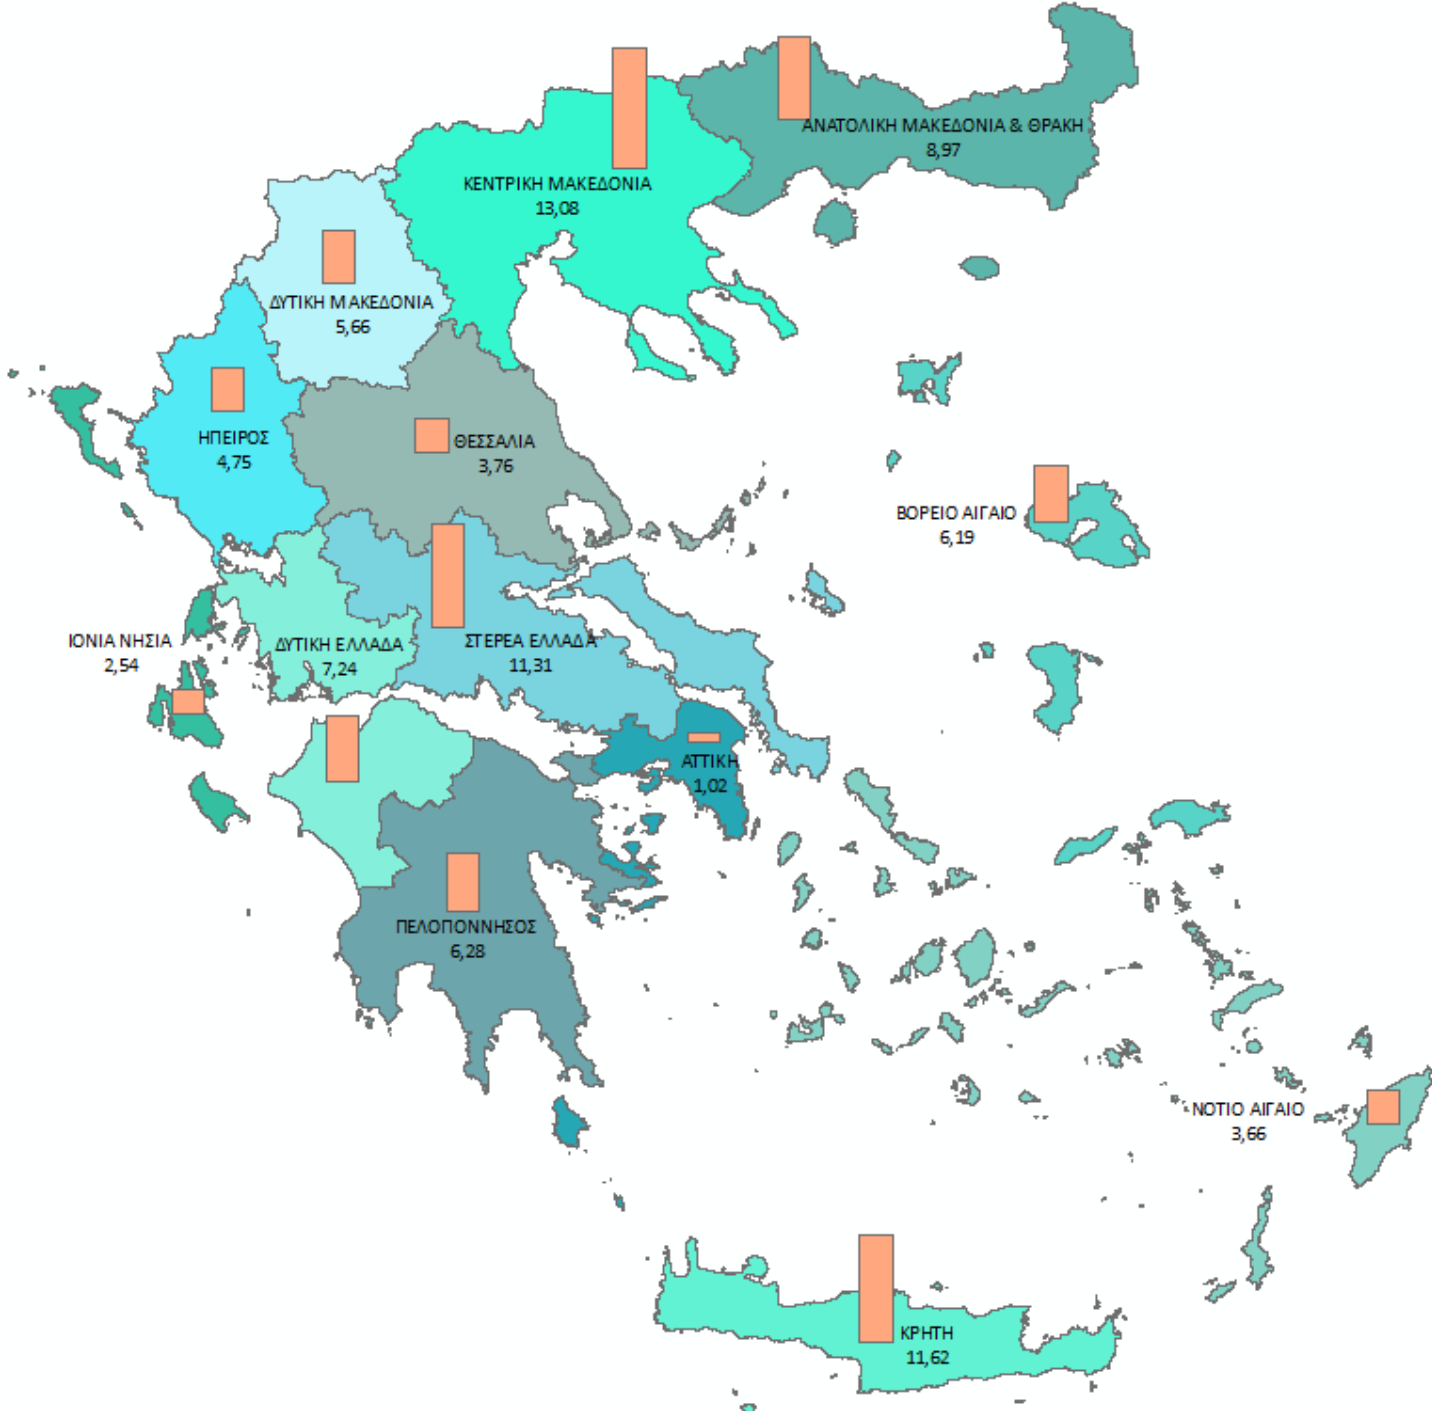 ΑΝΑΤΟΛΙΚΗ ΜΑΚΕΔΟΝΙΑ & ΘΡΑΚΗ
8,97
ΚΕΝΤΡΙΚΗ ΜΑΚΕΔΟΝΙΑ
13,08
ΔΥΤΙΚΗ ΜΑΚΕΔΟΝΙΑ
5,66
ΗΠΕΙΡΟΣ
4,75
ΘΕΣΣΑΛΙΑ
3,76
ΒΟΡΕΙΟ ΑΙΓΑΙΟ
6,19
ΙΟΝΙΑ ΝΗΣΙΑ
2,54
ΔΥΤΙΚΗ ΕΛΛΑΔΑ
7,24
ΣΤΕΡΕΑ ΕΛΛΑΔΑ
11,31
ΑΤΤΙΚΗ
1,02
ΠΕΛΟΠΟΝΝΗΣΟΣ
6,28
ΝΟΤΙΟ ΑΙΓΑΙΟ
3,66
ΚΡΗΤΗ
11,62